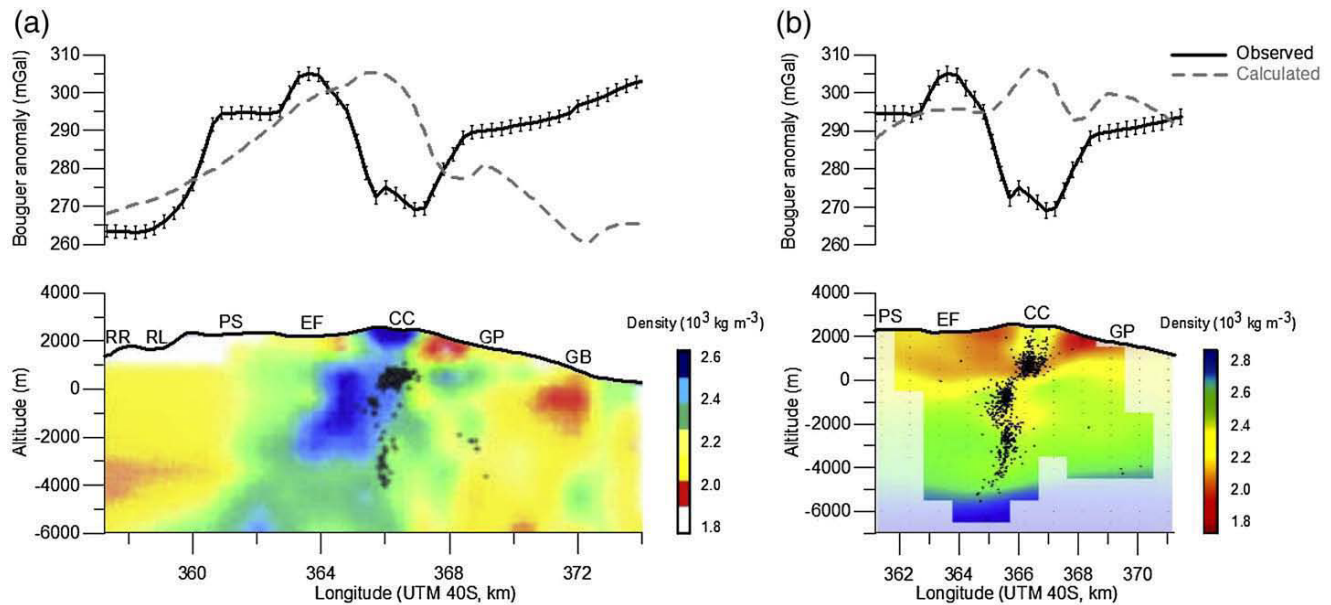 (a)
310
300
290
280
270
260
Bouguer anomaly (mGal)
4000
2000
0
-2000
-4000
-6000
Altitude (m)
RR RL PS EF CC GP GB
360 364 368 372
Longitude (UTM 40S, km)
Density (10³ kg m⁻³)
2.6
2.4
2.2
2.0
1.8
(b)
310
300
290
280
270
260
Bouguer anomaly (mGal)
Observed
Calculated
4000
2000
0
-2000
-4000
-6000
Altitude (m)
PS EF CC GP
362 364 366 368 370
Longitude (UTM 40S, km)
Density (10³ kg m⁻³)
2.8
2.6
2.4
2.2
2.0
1.8